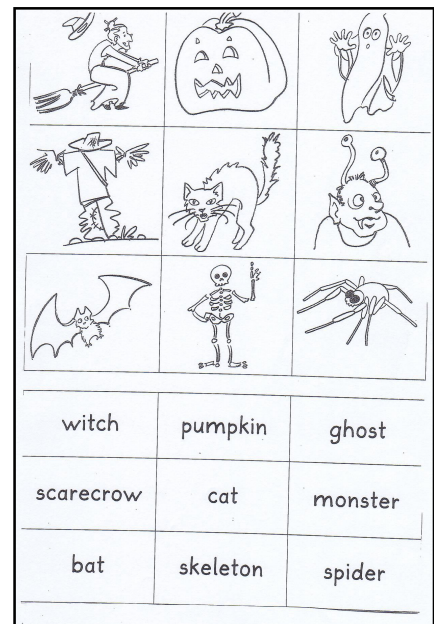 witch pumpkin ghost
scarecrow cat monster
bat skeleton spider